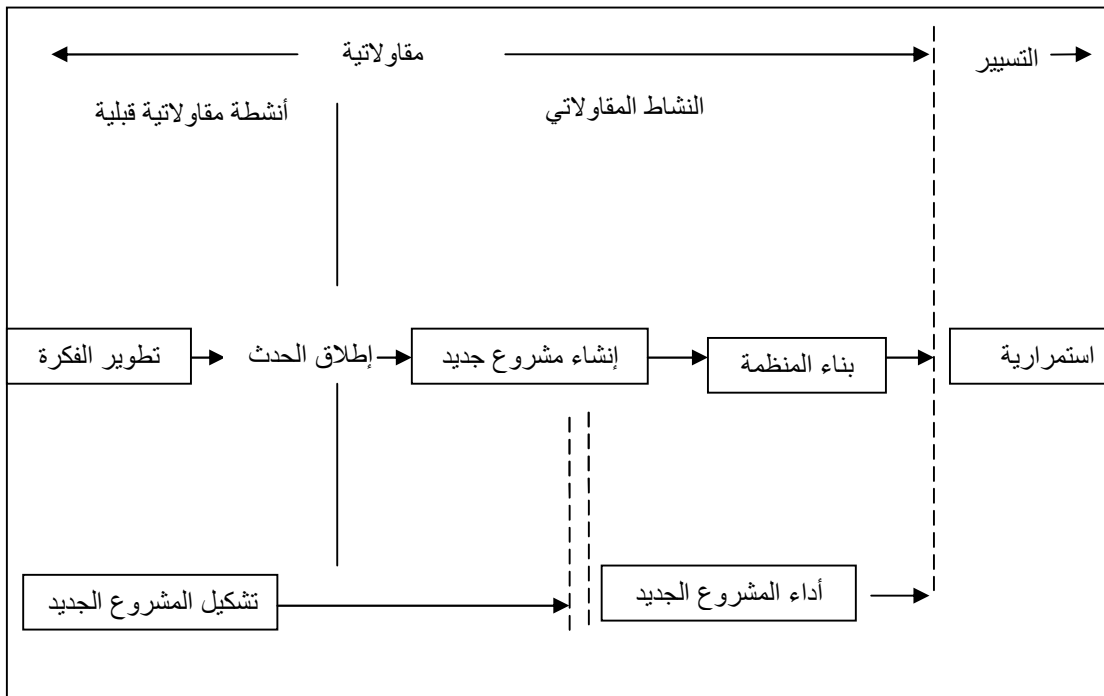 مقاولاتية
التسيير
أنشطة مقاولاتية قبلية
النشاط المقاولاتي
تطوير الفكرة
إطلاق الحدث
إنشاء مشروع جديد
بناء المنظمة
استمرارية
تشكيل المشروع الجديد
أداء المشروع الجديد